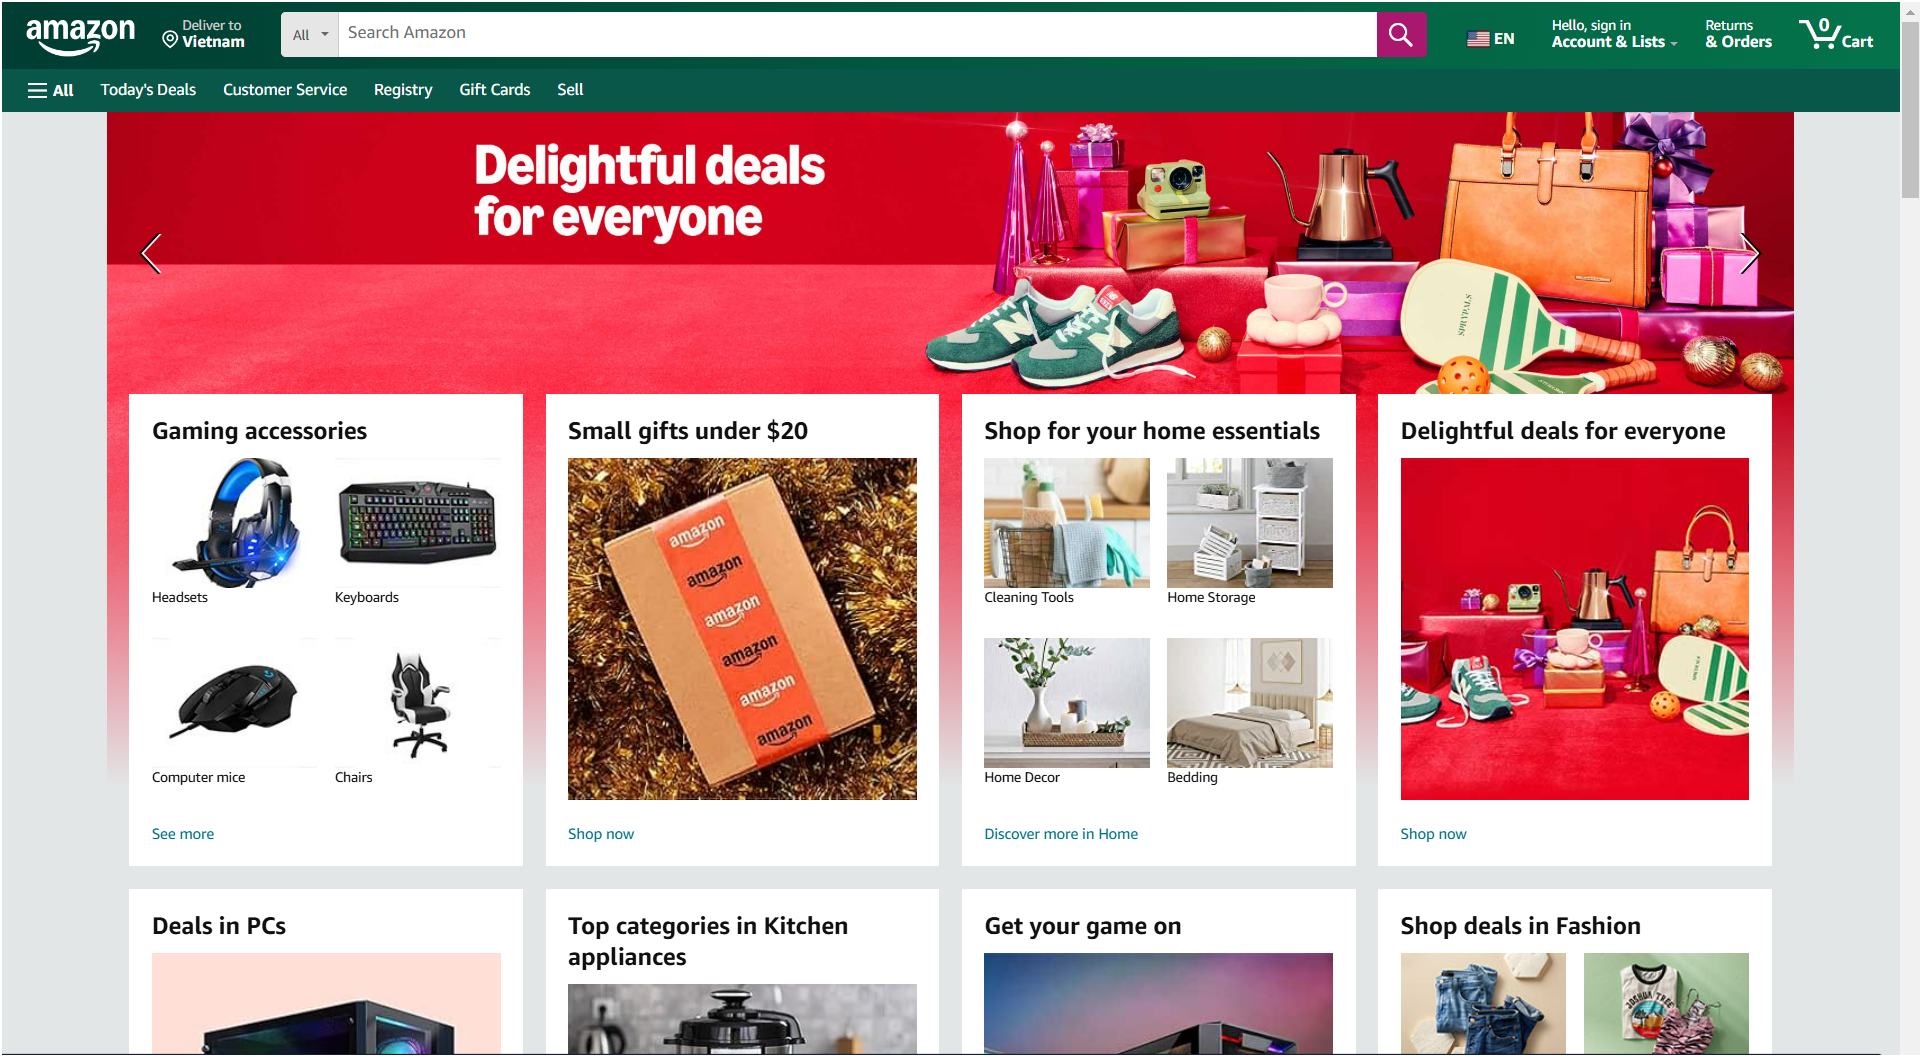 amazon
Deliver to
Vietnam
All
Search Amazon
EN
Hello, sign in
Account & Lists
Returns
& Orders
0
Cart
All
Today's Deals
Customer Service
Registry
Gift Cards
Sell
Delightful deals
for everyone
SPRYPALS
Gaming accessories
Headsets
Keyboards
Computer mice
Chairs
See more
Small gifts under $20
amazon
amazon
amazon
amazon
amazon
amazon
Shop now
Shop for your home essentials
Cleaning Tools
Home Storage
Home Decor
Bedding
Discover more in Home
Delightful deals for everyone
Shop now
Deals in PCs
Top categories in Kitchen
appliances
Get your game on
Shop deals in Fashion
JOSHUA TREE